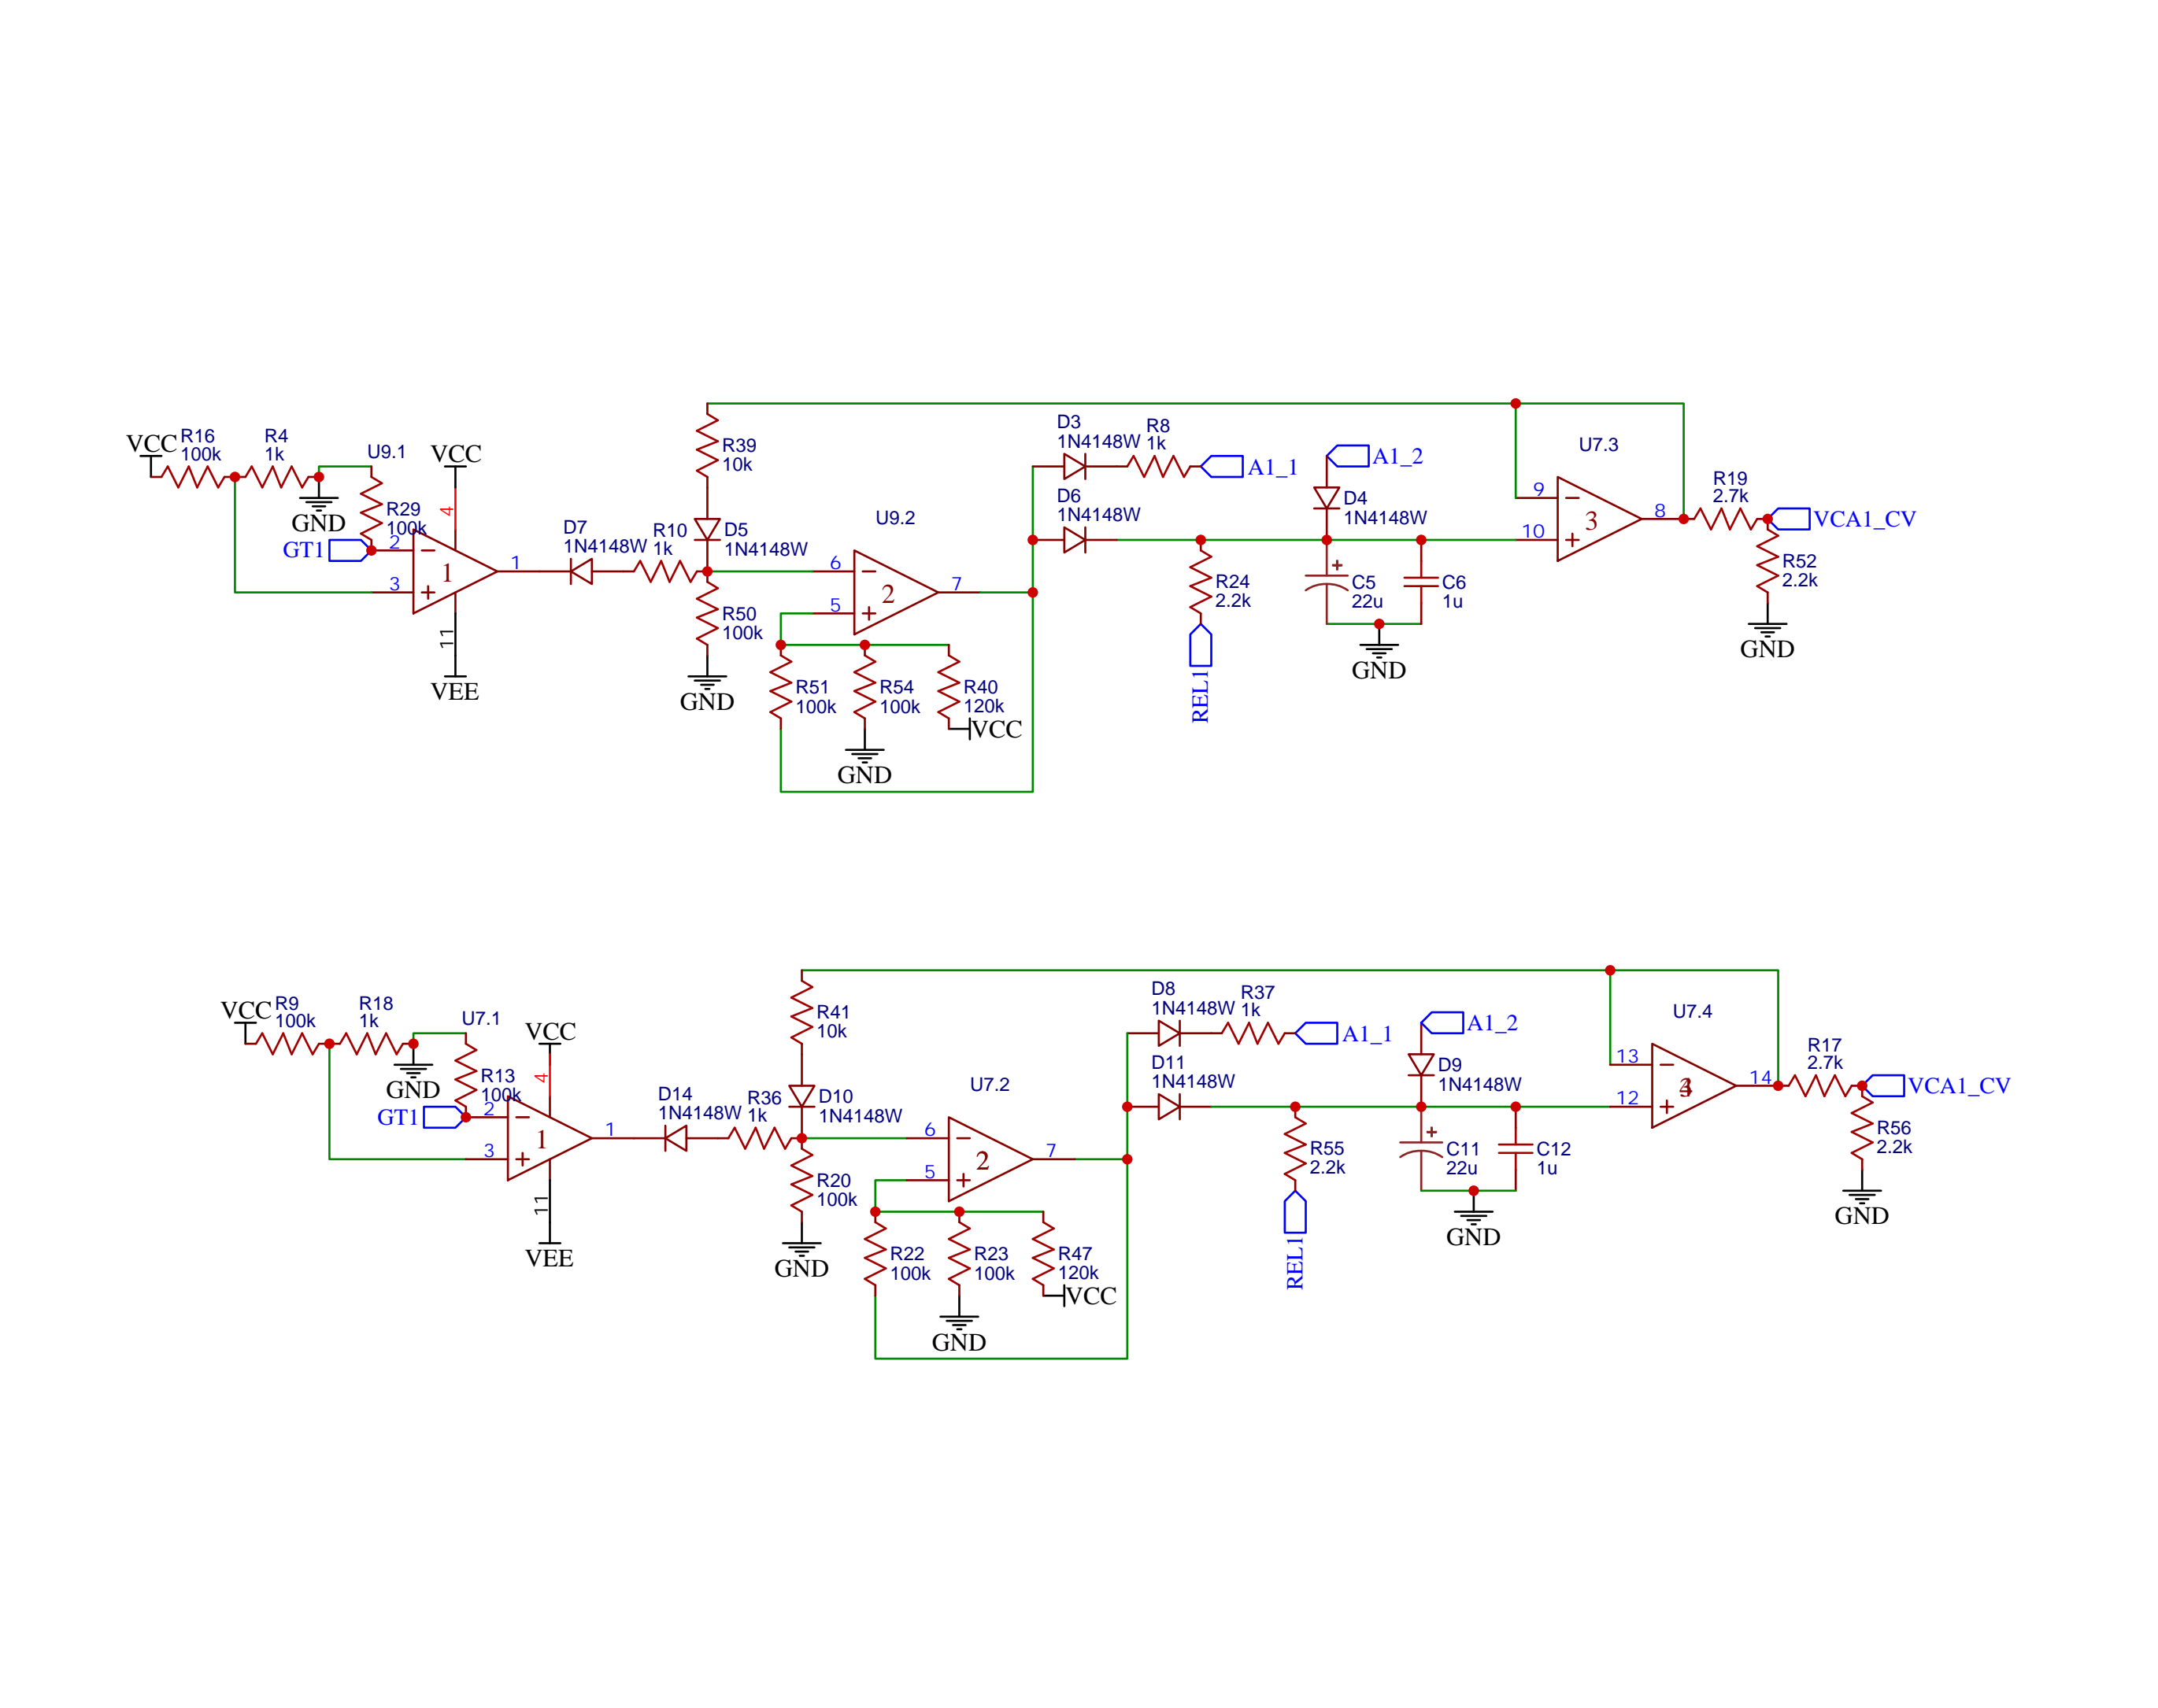 VCC
R16
100k
R4
1k
GND
U9.1
R29
100k
GT1
VCC
4
2
3
1
1
11
VEE
D7
1N4148W
R10
1k
R39
10k
D5
1N4148W
R50
100k
GND
U9.2
6
5
2
7
R51
100k
R54
100k
R40
120k
VCC
GND
D3
1N4148W
R8
1k
A1_1
D6
1N4148W
R24
2.2k
REL1
A1_2
D4
1N4148W
C5
22u
C6
1u
GND
U7.3
9
10
3
8
R19
2.7k
VCA1_CV
R52
2.2k
GND
VCC
R9
100k
R18
1k
GND
U7.1
R13
100k
GT1
VCC
4
2
3
1
1
11
VEE
D14
1N4148W
R36
1k
R41
10k
D10
1N4148W
R20
100k
GND
U7.2
6
5
2
7
R22
100k
R23
100k
R47
120k
VCC
GND
D8
1N4148W
R37
1k
A1_1
D11
1N4148W
R55
2.2k
REL1
A1_2
D9
1N4148W
C11
22u
C12
1u
GND
U7.4
13
12
14
R17
2.7k
VCA1_CV
R56
2.2k
GND